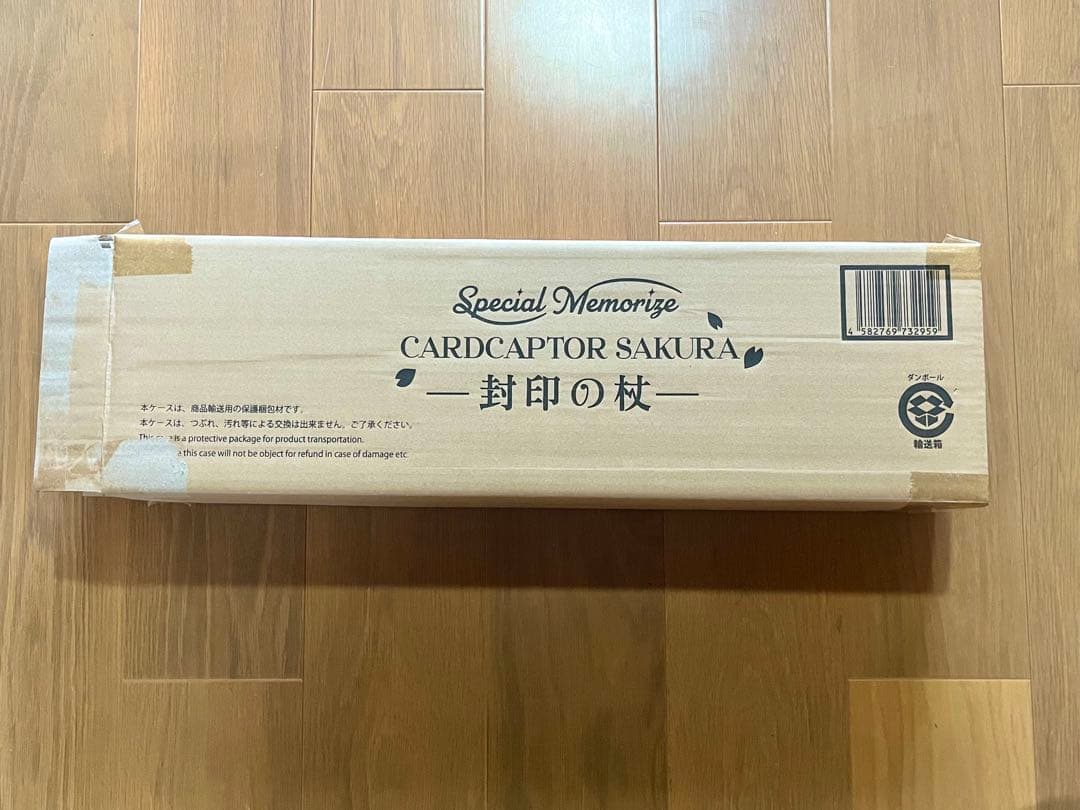 Special Memorize
CARDCAPTOR SAKURA
―封印の杖―
本ケースは、商品輸送用の保護梱包材です。
本ケースは、つぶれ、汚れ等による交換は出来ません。ご了承ください。
is a protective package for product transportation.
this case will not be object for refund in case of damage etc.
4 582769 732959
ダンボール
輸送箱